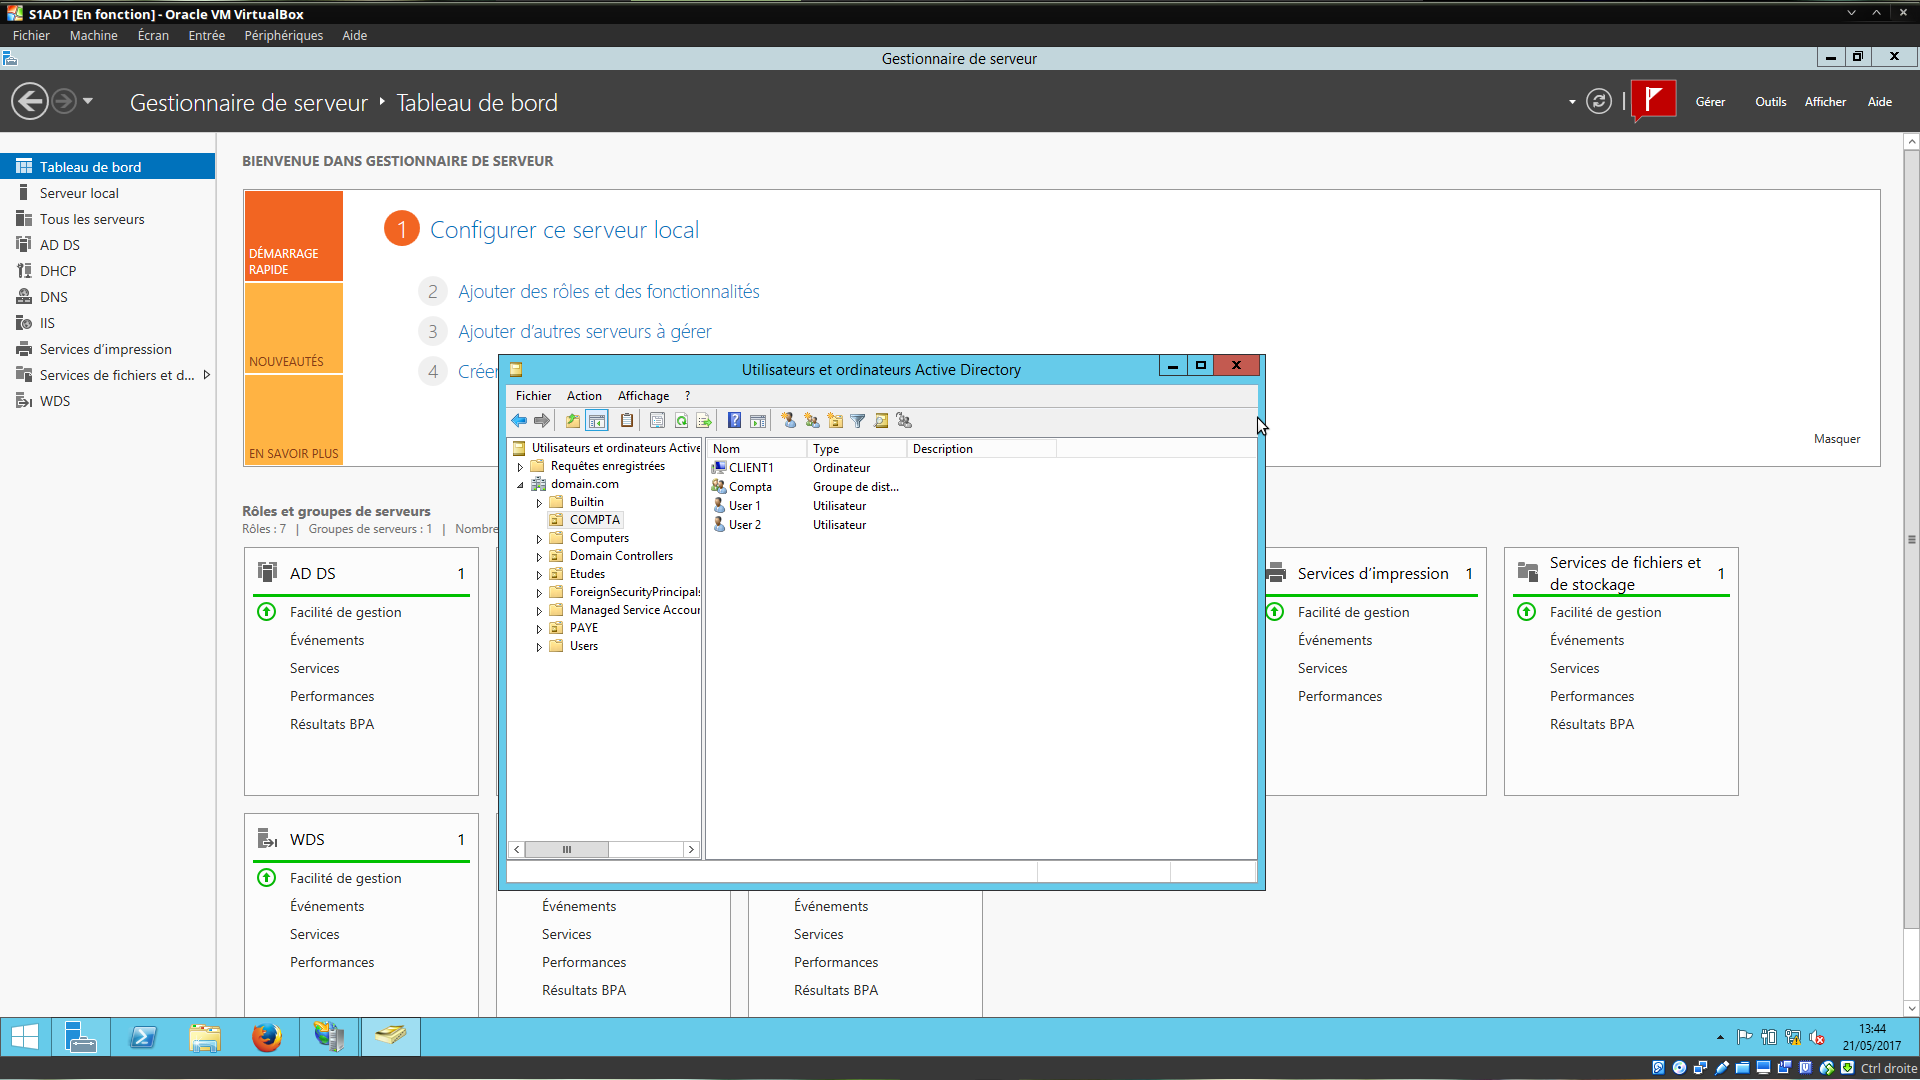 S1AD1 [En fonction] - Oracle VM VirtualBox
Fichier Machine Écran Entrée Périphériques Aide
Gestionnaire de serveur
Gestionnaire de serveur ‣ Tableau de bord
Gérer Outils Afficher Aide
Tableau de bord
Serveur local
Tous les serveurs
AD DS
DHCP
DNS
IIS
Services d'impression
Services de fichiers et d...
WDS
BIENVENUE DANS GESTIONNAIRE DE SERVEUR
DÉMARRAGE
RAPIDE
NOUVEAUTÉS
EN SAVOIR PLUS
1 Configurer ce serveur local
2 Ajouter des rôles et des fonctionnalités
3 Ajouter d'autres serveurs à gérer
4 Créer
Masquer
Utilisateurs et ordinateurs Active Directory
Fichier Action Affichage ?
Utilisateurs et ordinateurs Active
Requêtes enregistrées
domain.com
Builtin
COMPTA
Computers
Domain Controllers
Etudes
ForeignSecurityPrincipals
Managed Service Accour
PAYE
Users
Nom Type Description
CLIENT1 Ordinateur
Compta Groupe de dist...
User 1 Utilisateur
User 2 Utilisateur
Rôles et groupes de serveurs
Rôles : 7 | Groupes de serveurs : 1 | Nombre
AD DS 1
Facilité de gestion
Événements
Services
Performances
Résultats BPA
Services d'impression 1
Facilité de gestion
Événements
Services
Performances
Services de fichiers et
de stockage 1
Facilité de gestion
Événements
Services
Performances
Résultats BPA
WDS 1
Facilité de gestion
Événements
Services
Performances
Événements
Services
Performances
Résultats BPA
Événements
Services
Performances
Résultats BPA
13:44
21/05/2017
Ctrl droite